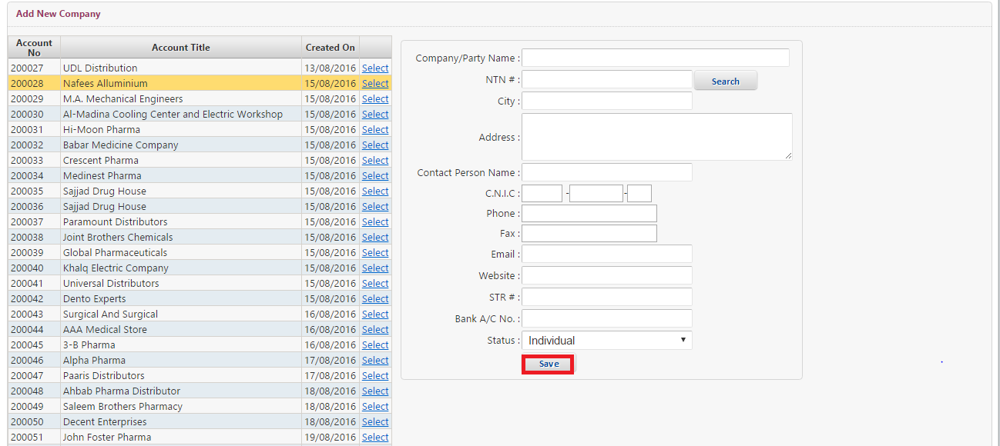 Add New Company
Account No Account Title Created On
200027 UDL Distribution 13/08/2016 Select
200028 Nafees Alluminium 15/08/2016 Select
200029 M.A. Mechanical Engineers 15/08/2016 Select
200030 Al-Madina Cooling Center and Electric Workshop 15/08/2016 Select
200031 Hi-Moon Pharma 15/08/2016 Select
200032 Babar Medicine Company 15/08/2016 Select
200033 Crescent Pharma 15/08/2016 Select
200034 Medinest Pharma 15/08/2016 Select
200035 Sajjad Drug House 15/08/2016 Select
200036 Sajjad Drug House 15/08/2016 Select
200037 Paramount Distributors 15/08/2016 Select
200038 Joint Brothers Chemicals 15/08/2016 Select
200039 Global Pharmaceuticals 15/08/2016 Select
200040 Khalq Electric Company 15/08/2016 Select
200041 Universal Distributors 15/08/2016 Select
200042 Dento Experts 15/08/2016 Select
200043 Surgical And Surgical 16/08/2016 Select
200044 AAA Medical Store 16/08/2016 Select
200045 3-B Pharma 16/08/2016 Select
200046 Alpha Pharma 17/08/2016 Select
200047 Paaris Distributors 17/08/2016 Select
200048 Ahbab Pharma Distributor 18/08/2016 Select
200049 Saleem Brothers Pharmacy 18/08/2016 Select
200050 Decent Enterprises 18/08/2016 Select
200051 John Foster Pharma 19/08/2016 Select
Company/Party Name :
NTN # : Search
City :
Address :
Contact Person Name :
C.N.I.C : - -
Phone :
Fax :
Email :
Website :
STR # :
Bank A/C No. :
Status : Individual
Save